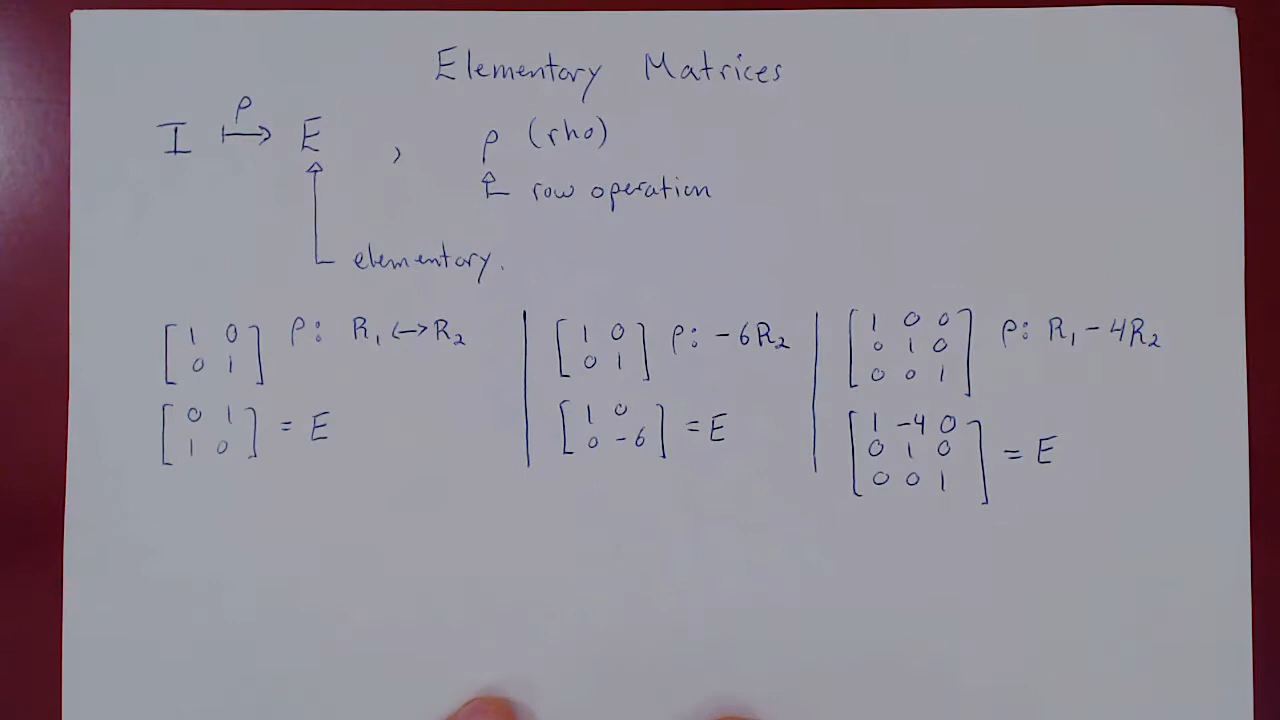 Elementary Matrices
I ↦ρ E , ρ (rho)
row operation
elementary.
[1 0
0 1] ρ: R₁ ↔ R₂
[0 1
1 0] = E
[1 0
0 1] ρ: -6R₂
[1 0
0 -6] = E
[1 0 0
0 1 0
0 0 1] ρ: R₁ - 4R₂
[1 -4 0
0 1 0
0 0 1] = E